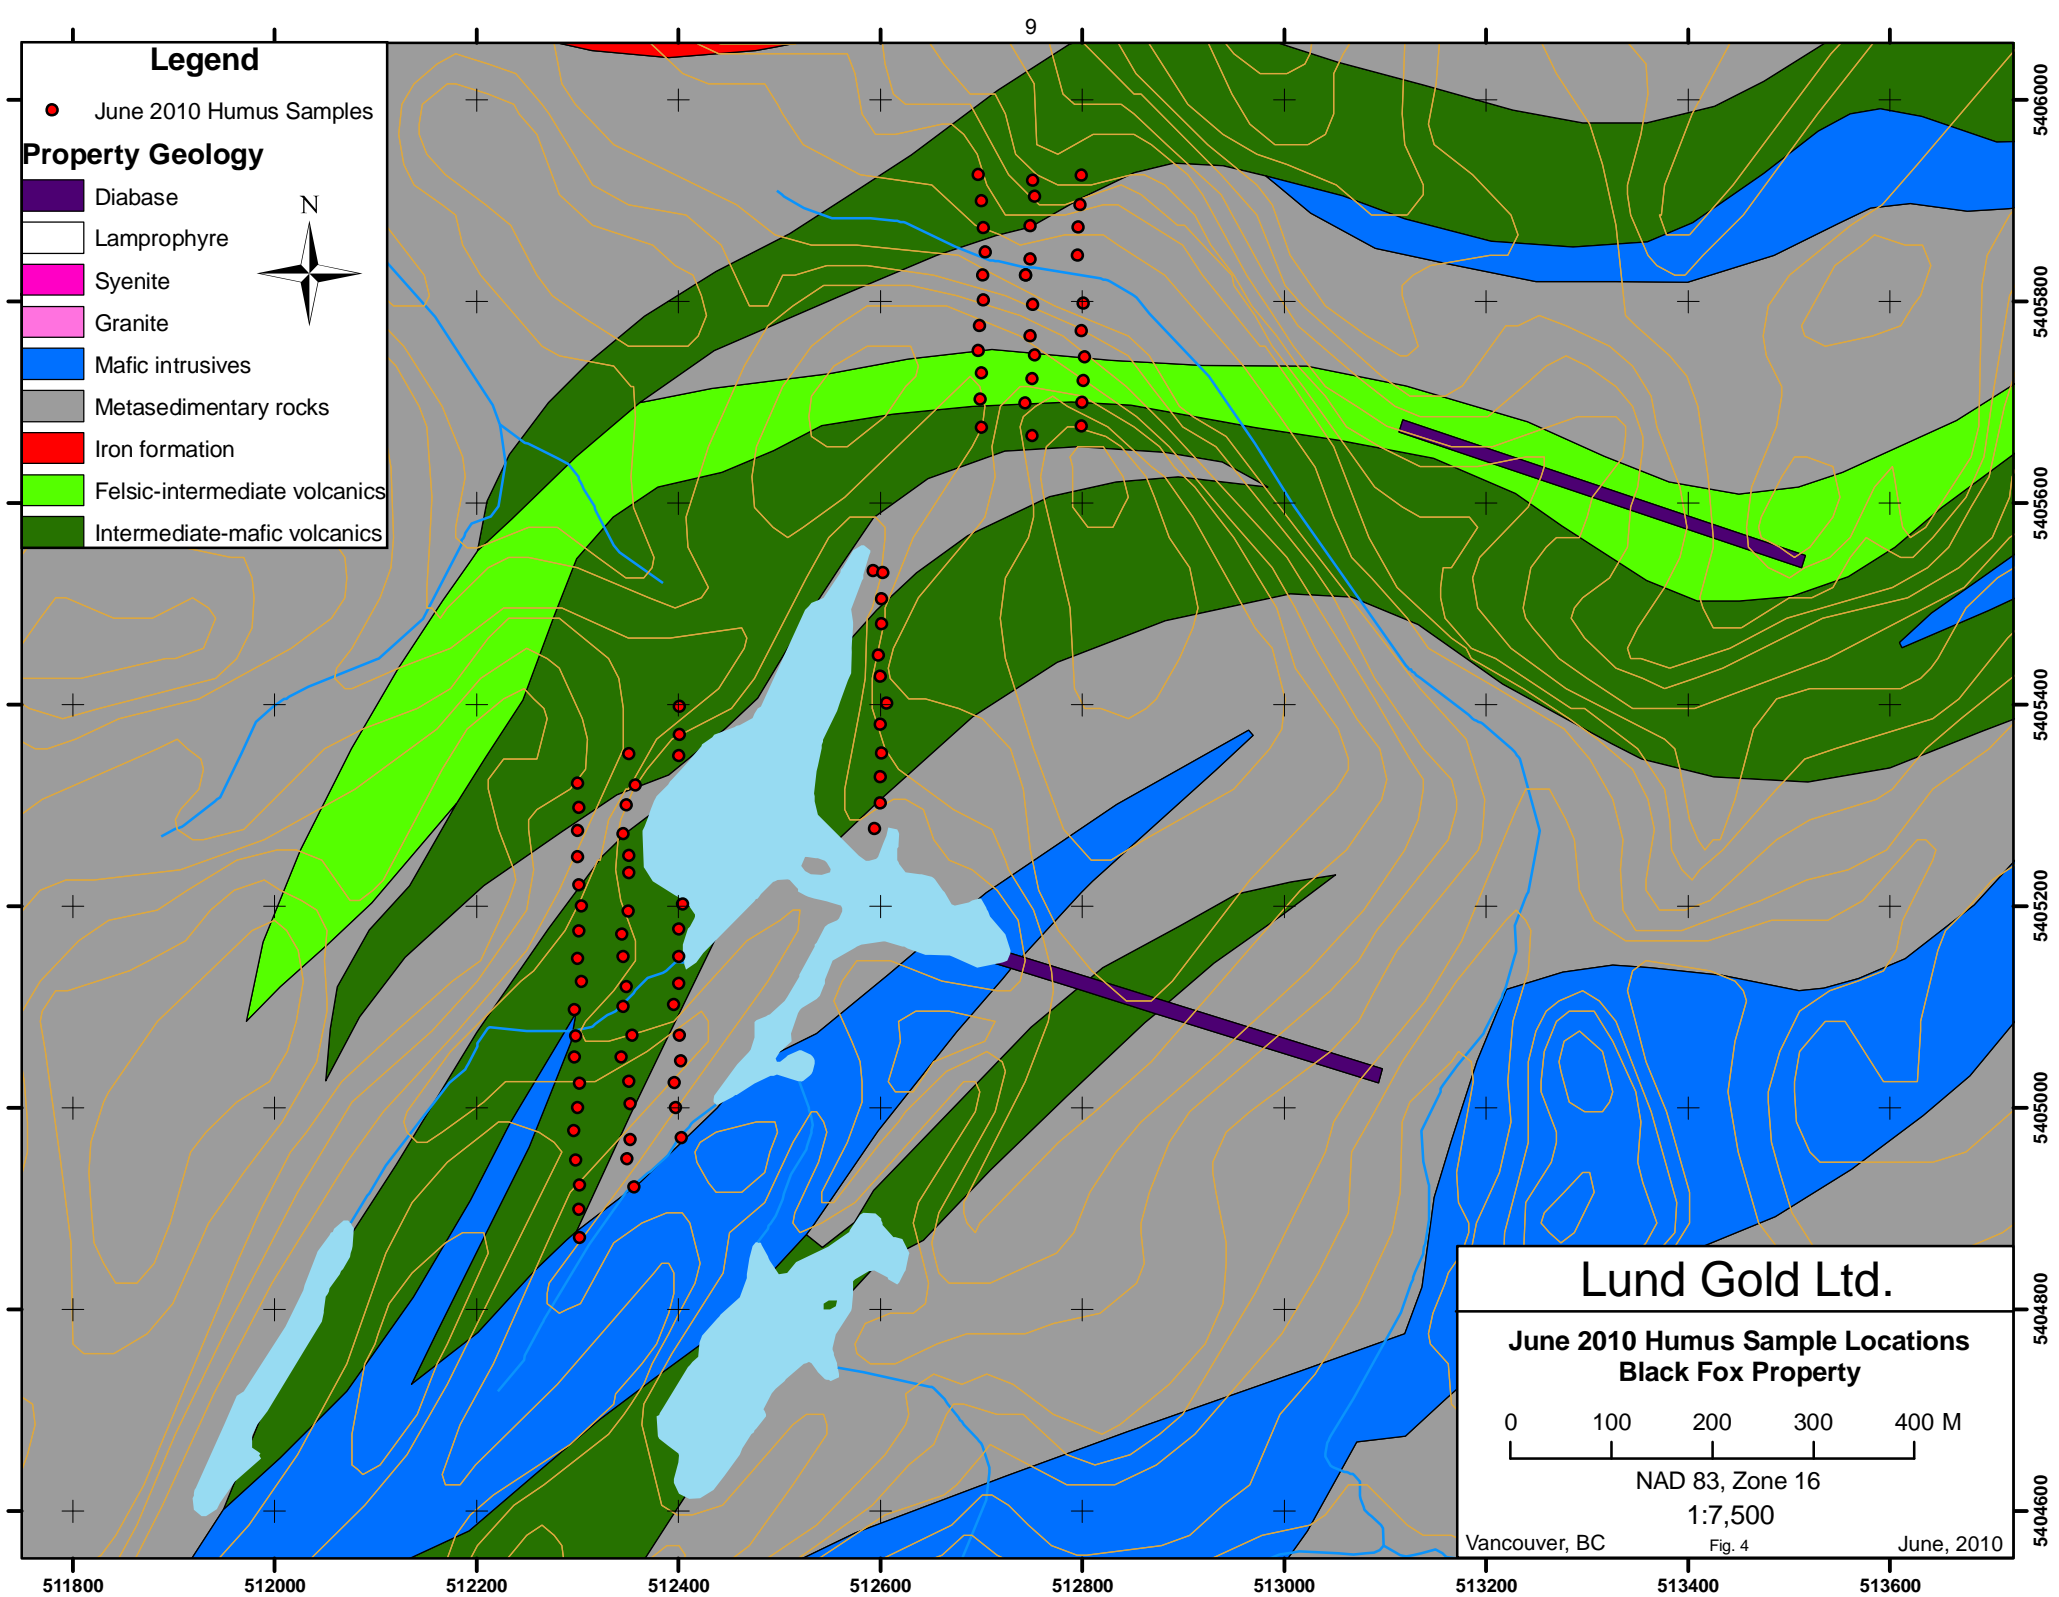 9
Legend
June 2010 Humus Samples
Property Geology
Diabase
N
Lamprophyre
Syenite
Granite
Mafic intrusives
Metasedimentary rocks
Iron formation
Felsic-intermediate volcanics
Intermediate-mafic volcanics
5406000
5405800
5405600
5405400
5405200
5405000
5404800
5404600
Lund Gold Ltd.
June 2010 Humus Sample Locations
Black Fox Property
0 100 200 300 400 M
NAD 83, Zone 16
1:7,500
Vancouver, BC Fig. 4 June, 2010
511800 512000 512200 512400 512600 512800 513000 513200 513400 513600